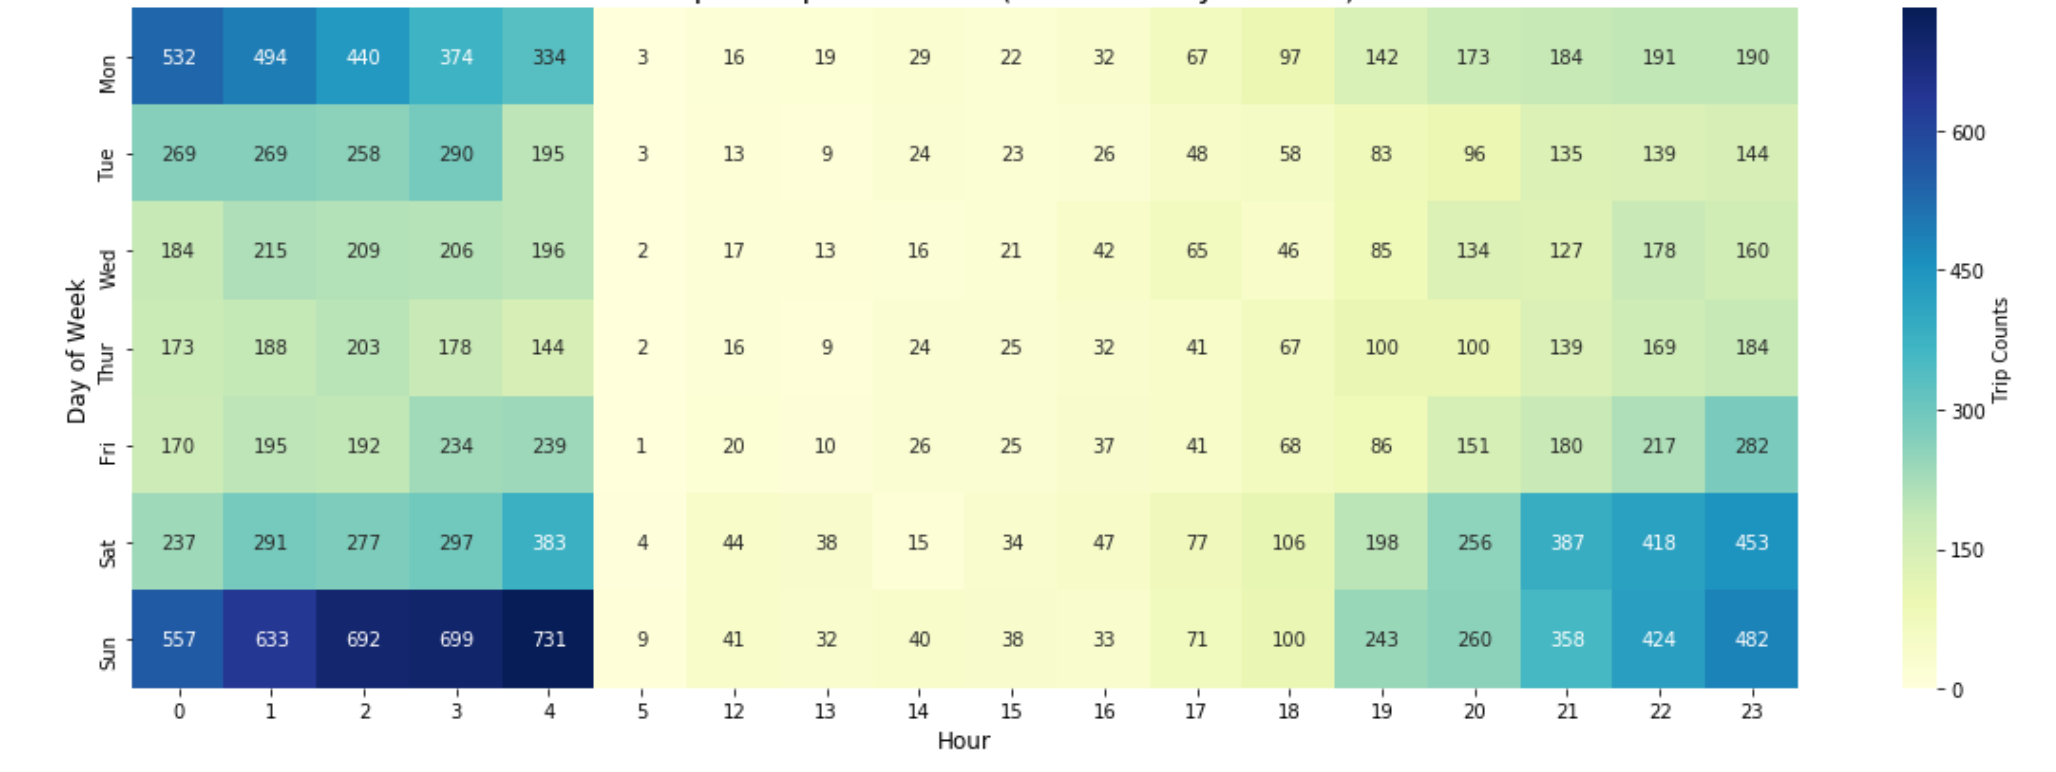 Mon 532 494 440 374 334 3 16 19 29 22 32 67 97 142 173 184 191 190
Tue 269 269 258 290 195 3 13 9 24 23 26 48 58 83 96 135 139 144
Wed 184 215 209 206 196 2 17 13 16 21 42 65 46 85 134 127 178 160
Thur 173 188 203 178 144 2 16 9 24 25 32 41 67 100 100 139 169 184
Fri 170 195 192 234 239 1 20 10 26 25 37 41 68 86 151 180 217 282
Sat 237 291 277 297 383 4 44 38 15 34 47 77 106 198 256 387 418 453
Sun 557 633 692 699 731 9 41 32 40 38 33 71 100 243 260 358 424 482
0 1 2 3 4 5 12 13 14 15 16 17 18 19 20 21 22 23
Hour
Day of Week
600
450
300
150
0
Trip Counts